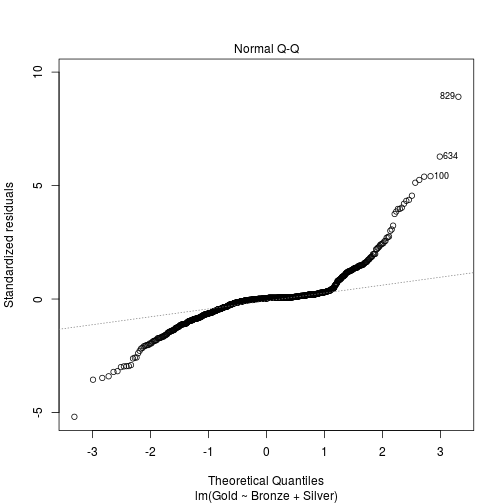 Normal Q-Q
10
829
634
5
100
Standardized residuals
0
-5
-3 -2 -1 0 1 2 3
Theoretical Quantiles
lm(Gold ~ Bronze + Silver)